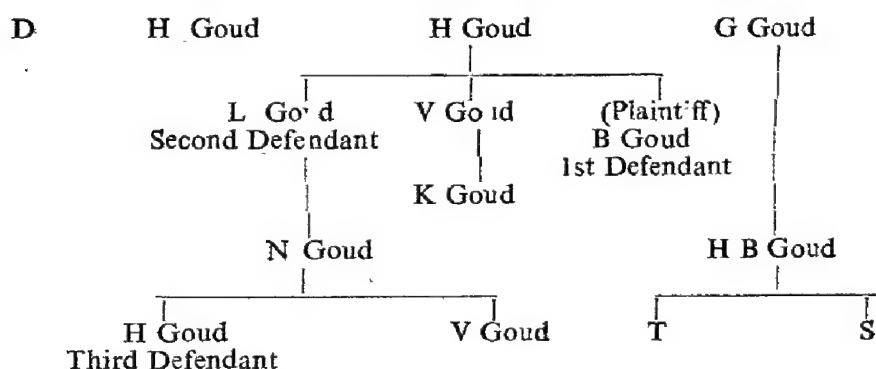 D H Goud H Goud G Goud
L Goud V Goud (Plaintiff)
Second Defendant B Goud
1st Defendant
K Goud
N Goud H B Goud
H Goud V Goud T S
Third Defendant